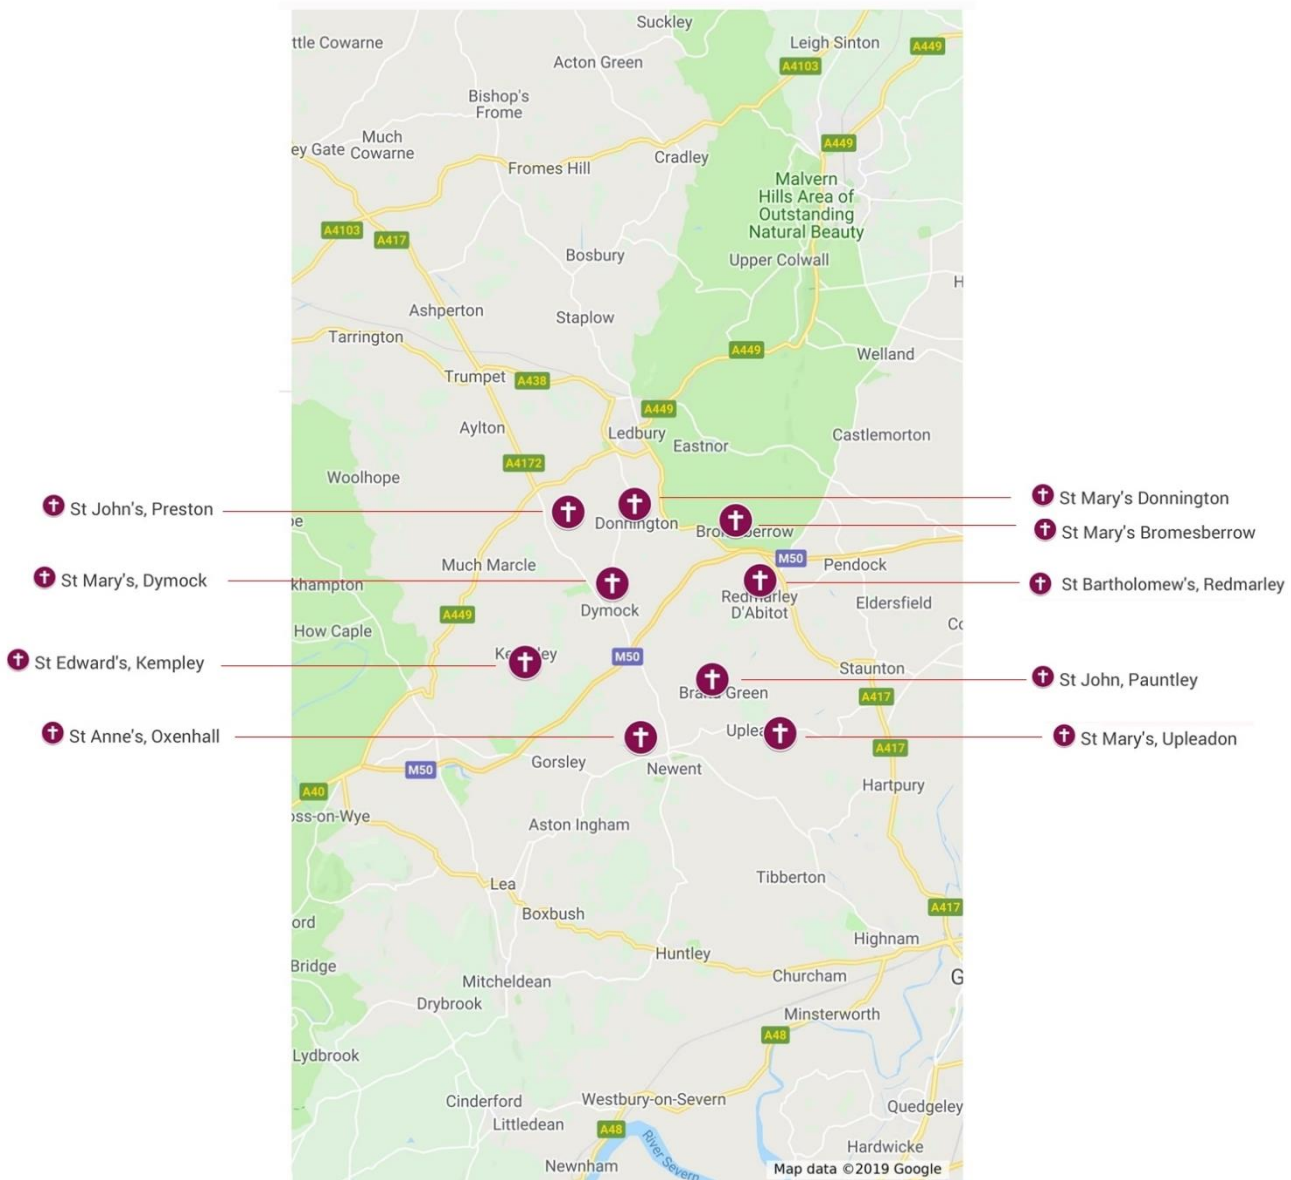 Suckley
ttle Cowarne
Leigh Sinton
A449
Acton Green
A4103
Bishop's
Frome
Much
Cowarne
A449
ey Gate
Cradley
Fromes Hill
Malvern
Hills Area of
Outstanding
Natural Beauty
A4103
A417
Bosbury
Upper Colwall
H
Ashperton
Staplow
Tarrington
A449
Welland
Trumpet
A438
A449
Aylton
Ledbury
Eastnor
Castlemorton
A4172
Woolhope
St John's, Preston
St Mary's Donnington
pe
Donnington
St Mary's Bromesberrow
Much Marcle
M50
Pendock
St Mary's, Dymock
khampton
St Bartholomew's, Redmarley
Redmarley
D'Abitot
Dymock
Eldersfield
A449
How Caple
Co
St Edward's, Kempley
M50
Staunton
St John, Pauntley
A417
St Anne's, Oxenhall
St Mary's, Upleadon
A417
Gorsley
Newent
M50
Hartpury
A40
oss-on-Wye
Aston Ingham
Tibberton
Lea
A417
Boxbush
ord
Highnam
Huntley
Bridge
Churcham
G
Mitcheldean
Drybrook
Minsterworth
A48
Lydbrook
Cinderford
Westbury-on-Severn
Quedgeley
Littledean
A48
River Severn
Hardwicke
Newnham
Map data ©2019 Google